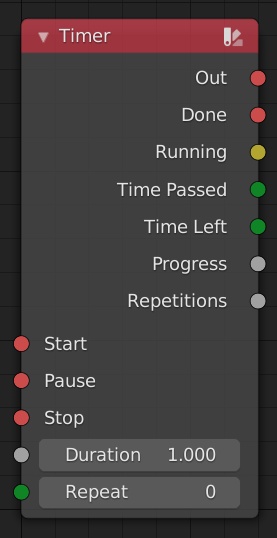 Timer
Out
Done
Running
Time Passed
Time Left
Progress
Repetitions
Start
Pause
Stop
Duration 1.000
Repeat 0